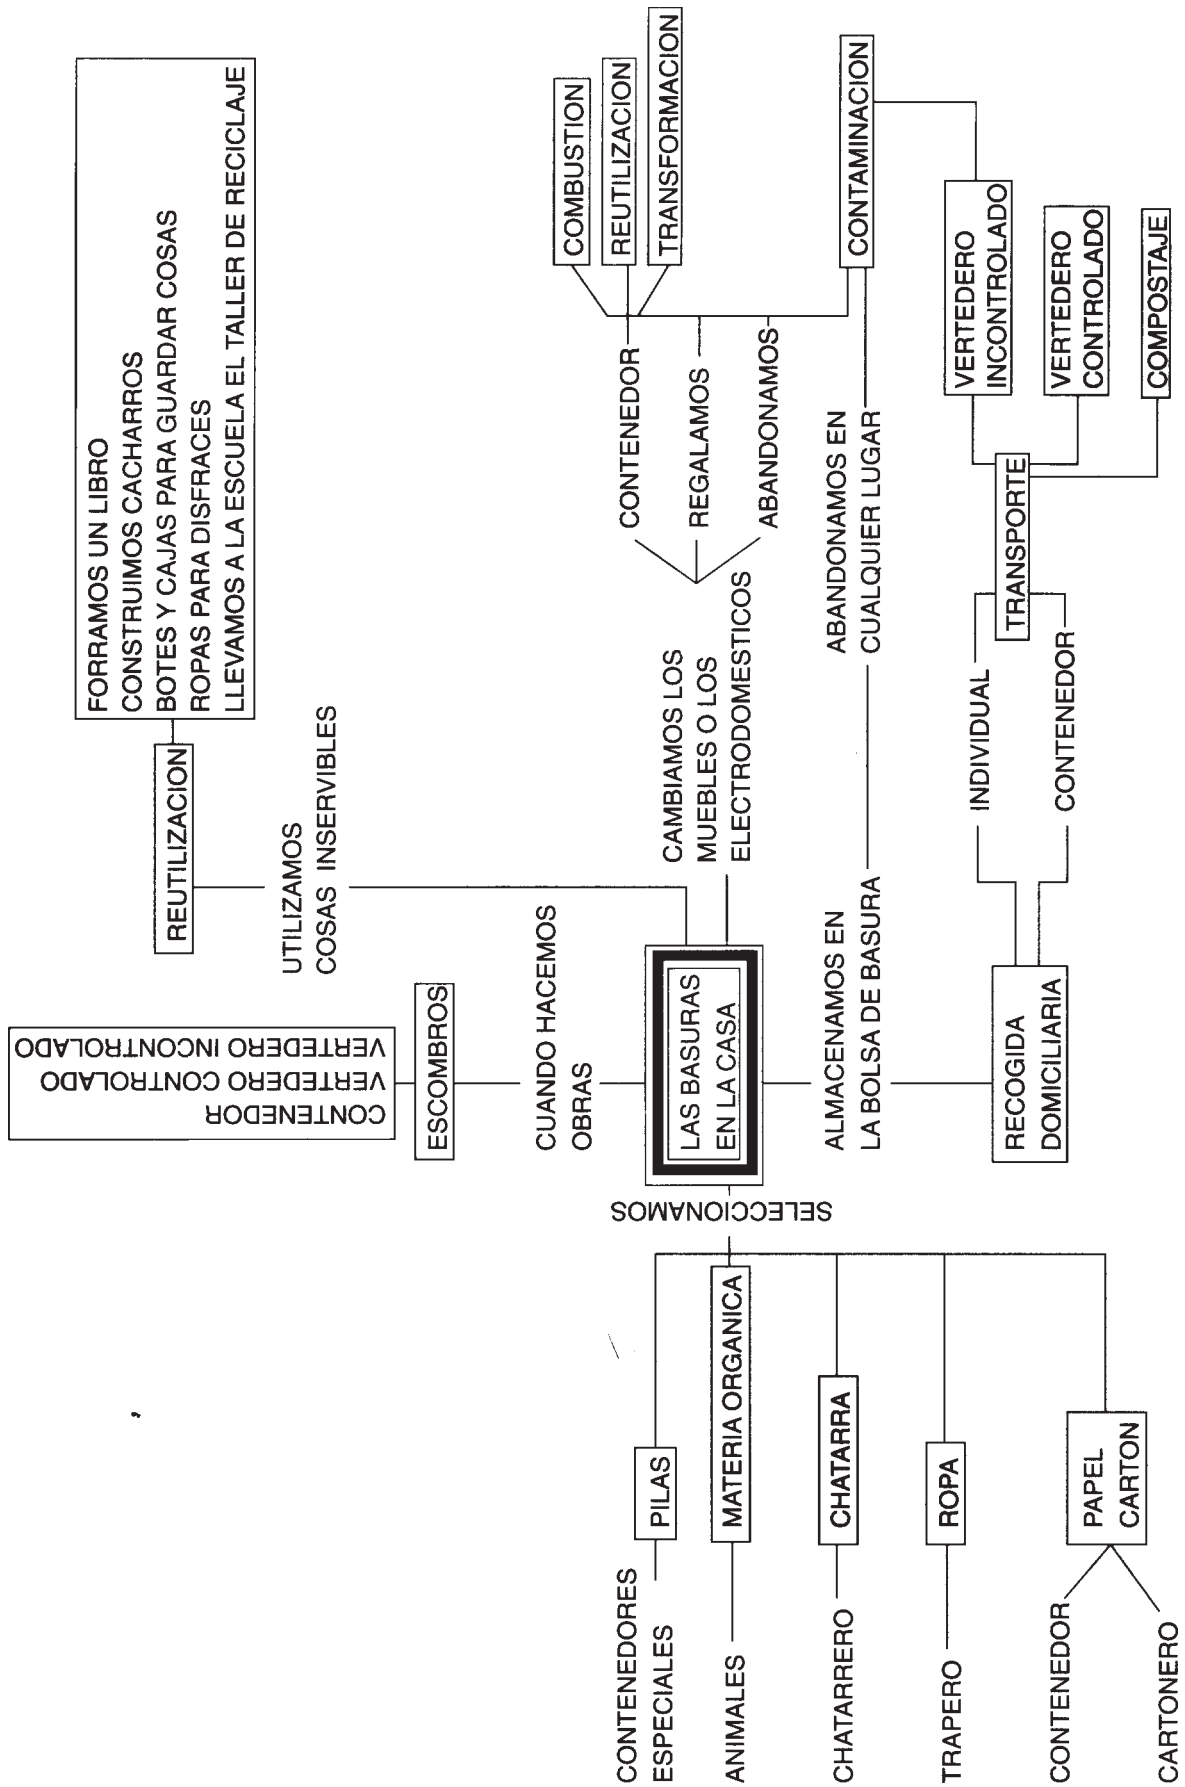 FORRAMOS UN LIBRO
CONSTRUIMOS CACHARROS
BOTES Y CAJAS PARA GUARDAR COSAS
ROPAS PARA DISFRACES
LLEVAMOS A LA ESCUELA EL TALLER DE RECICLAJE
REUTILIZACION
UTILIZAMOS
COSAS INSERVIBLES
CONTENEDOR
VERTEDERO CONTROLADO
VERTEDERO INCONTROLADO
ESCOMBROS
CUANDO HACEMOS
OBRAS
LAS BASURAS
EN LA CASA
CAMBIAMOS LOS
MUEBLES O LOS
ELECTRODOMESTICOS
CONTENEDOR
REGALAMOS
ABANDONAMOS
COMBUSTION
REUTILIZACION
TRANSFORMACION
CONTAMINACION
ALMACENAMOS EN
LA BOLSA DE BASURA
ABANDONAMOS EN
CUALQUIER LUGAR
RECOGIDA
DOMICILIARIA
INDIVIDUAL
CONTENEDOR
TRANSPORTE
VERTEDERO
INCONTROLADO
VERTEDERO
CONTROLADO
COMPOSTAJE
SELECCIONAMOS
PILAS
CONTENEDORES
ESPECIALES
MATERIA ORGANICA
ANIMALES
CHATARRA
CHATARRERO
ROPA
TRAPERO
PAPEL
CARTON
CONTENEDOR
CARTONERO